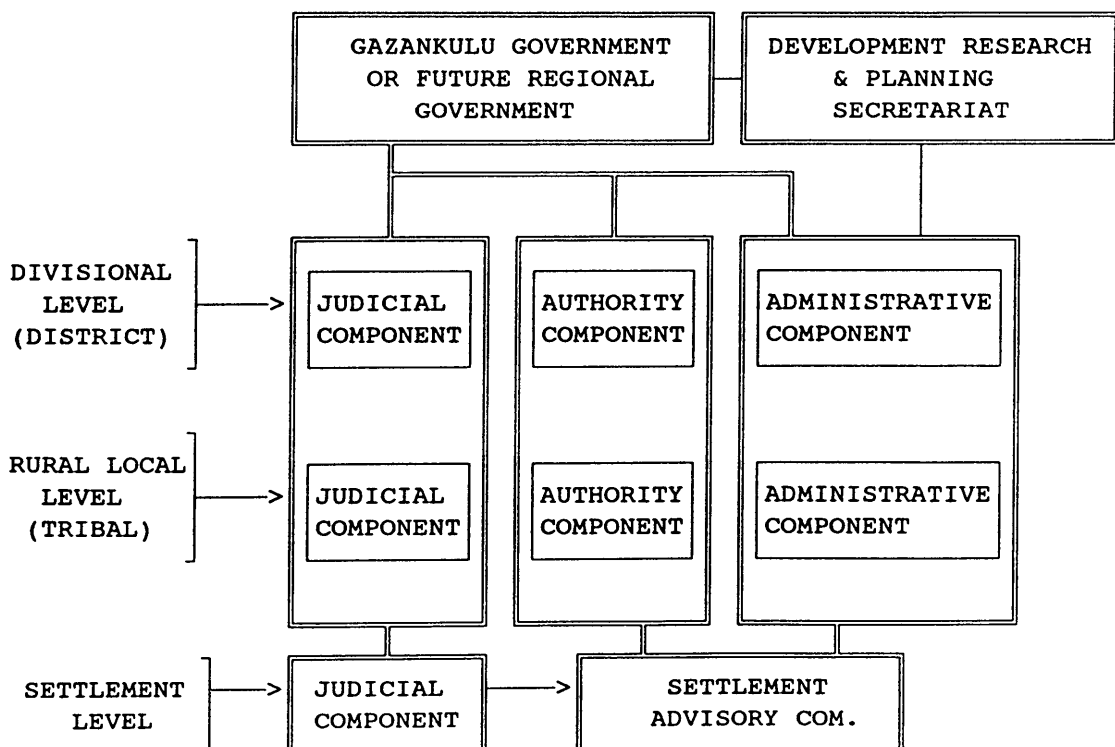 GAZANKULU GOVERNMENT
OR FUTURE REGIONAL
GOVERNMENT
DEVELOPMENT RESEARCH
& PLANNING
SECRETARIAT
DIVISIONAL
LEVEL
(DISTRICT)
JUDICIAL
COMPONENT
AUTHORITY
COMPONENT
ADMINISTRATIVE
COMPONENT
RURAL LOCAL
LEVEL
(TRIBAL)
JUDICIAL
COMPONENT
AUTHORITY
COMPONENT
ADMINISTRATIVE
COMPONENT
SETTLEMENT
LEVEL
JUDICIAL
COMPONENT
SETTLEMENT
ADVISORY COM.